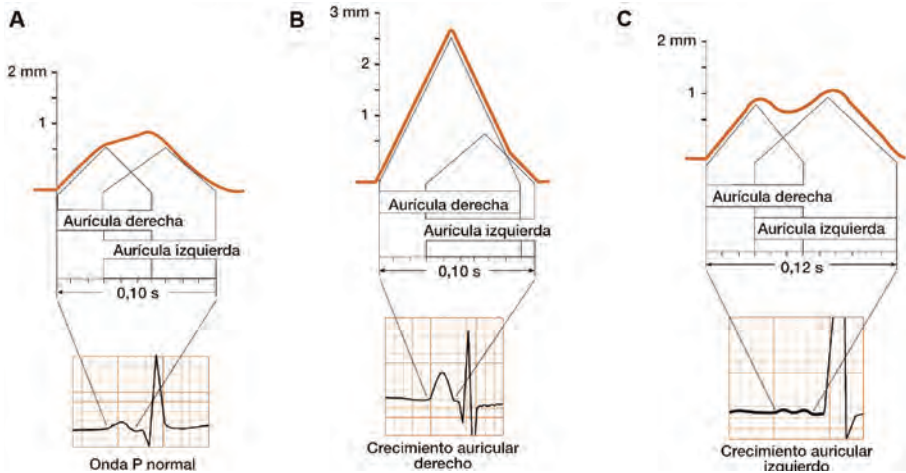 A
2 mm
1
Aurícula derecha
Aurícula izquierda
0,10 s
Onda P normal
B
3 mm
2
1
Aurícula derecha
Aurícula izquierda
0,10 s
Crecimiento auricular
derecho
C
2 mm
1
Aurícula derecha
Aurícula izquierda
0,12 s
Crecimiento auricular
izquierdo